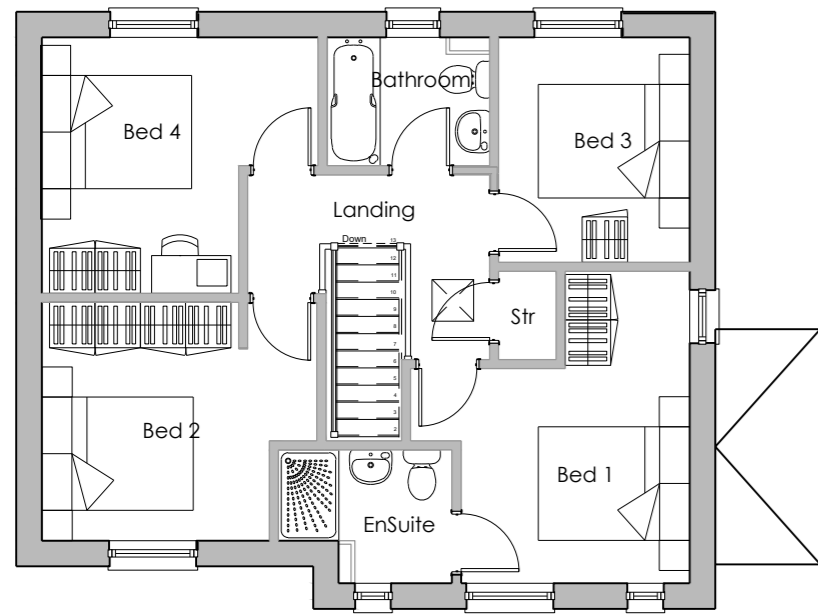 Bathroom
Bed 4
Bed 3
Landing
Down
13
12
11
10
9
8
7
6
5
4
3
2
Str
Bed 2
Bed 1
EnSuite